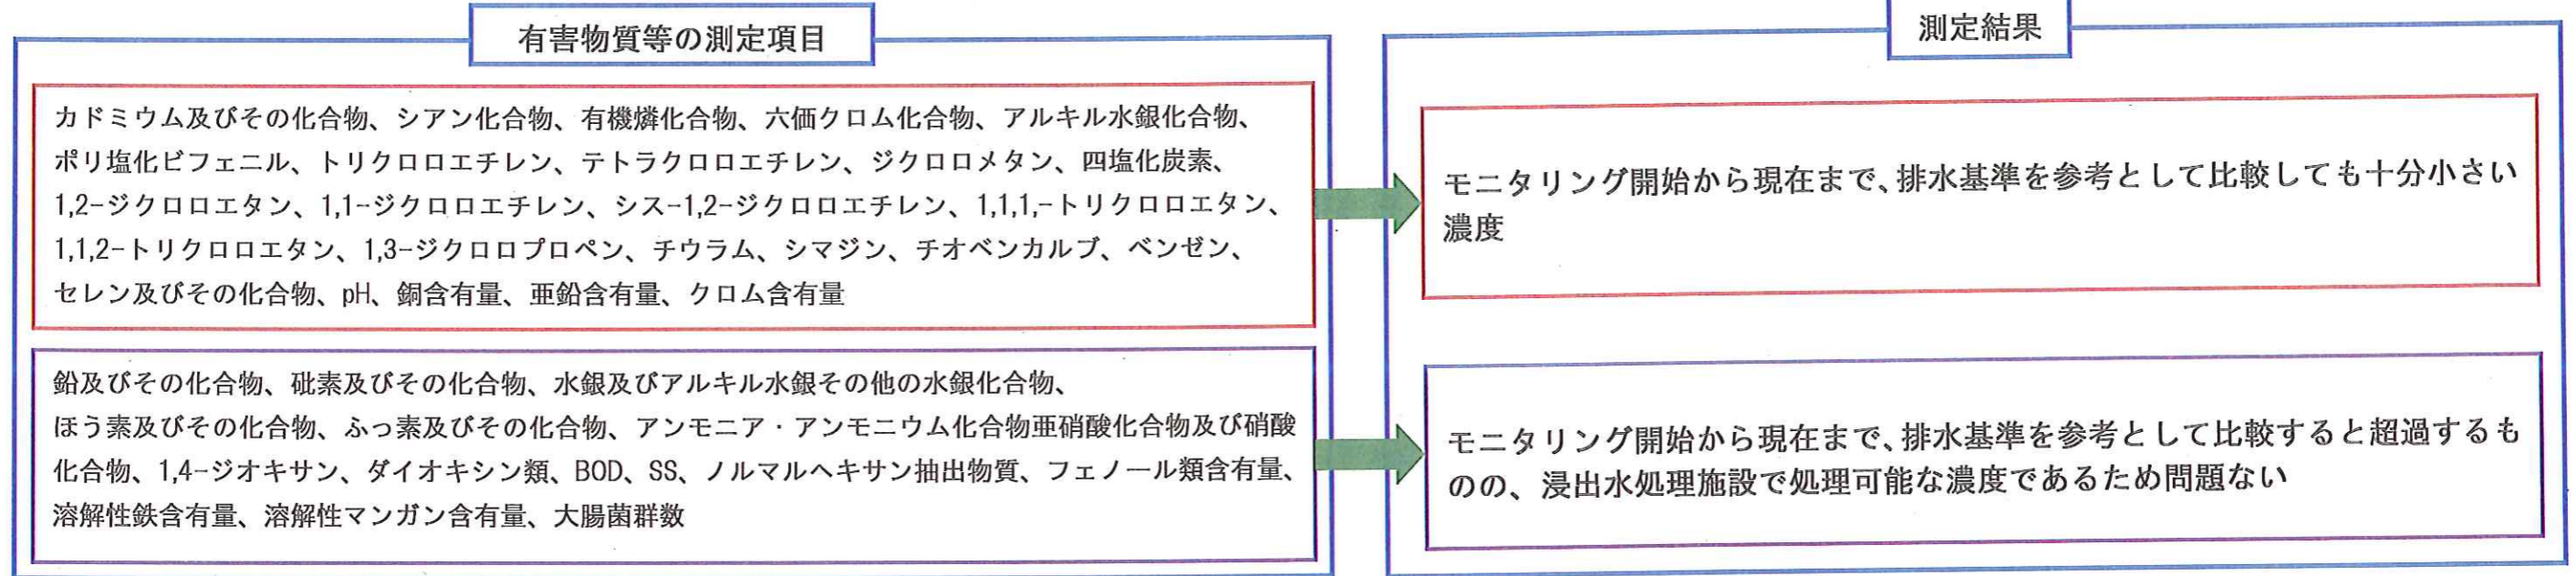 有害物質等の測定項目
カドミウム及びその化合物、シアン化合物、有機燐化合物、六価クロム化合物、アルキル水銀化合物、
ポリ塩化ビフェニル、トリクロロエチレン、テトラクロロエチレン、ジクロロメタン、四塩化炭素、
1,2-ジクロロエタン、1,1-ジクロロエチレン、シス-1,2-ジクロロエチレン、1,1,1,-トリクロロエタン、
1,1,2-トリクロロエタン、1,3-ジクロロプロペン、チウラム、シマジン、チオベンカルブ、ベンゼン、
セレン及びその化合物、pH、銅含有量、亜鉛含有量、クロム含有量
鉛及びその化合物、砒素及びその化合物、水銀及びアルキル水銀その他の水銀化合物、
ほう素及びその化合物、ふっ素及びその化合物、アンモニア・アンモニウム化合物亜硝酸化合物及び硝酸
化合物、1,4-ジオキサン、ダイオキシン類、BOD、SS、ノルマルヘキサン抽出物質、フェノール類含有量、
溶解性鉄含有量、溶解性マンガン含有量、大腸菌群数
測定結果
モニタリング開始から現在まで、排水基準を参考として比較しても十分小さい
濃度
モニタリング開始から現在まで、排水基準を参考として比較すると超過するも
のの、浸出水処理施設で処理可能な濃度であるため問題ない